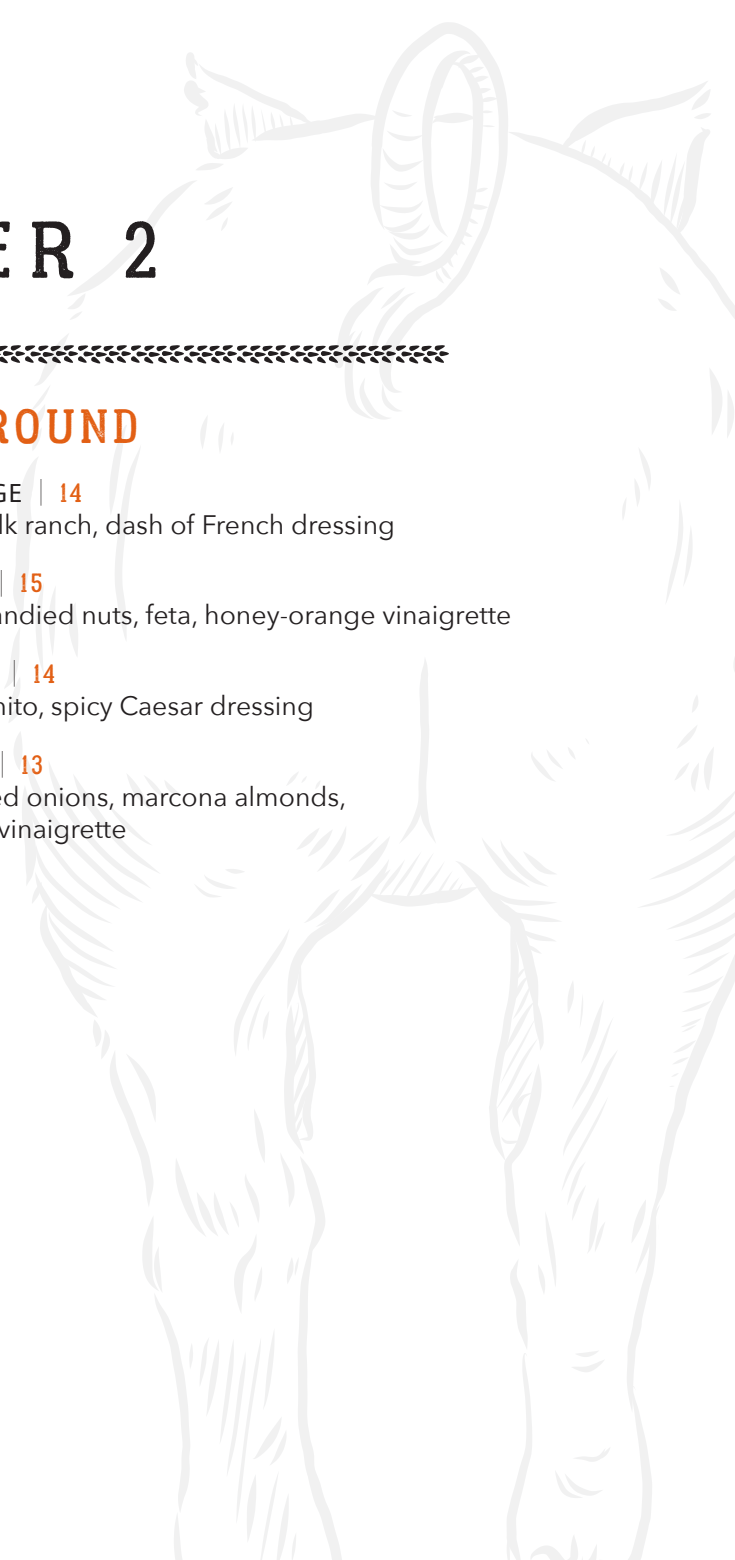 ER 2
ROUND
GE | 14
lk ranch, dash of French dressing
| 15
andied nuts, feta, honey-orange vinaigrette
| 14
nito, spicy Caesar dressing
| 13
ed onions, marcona almonds,
vinaigrette